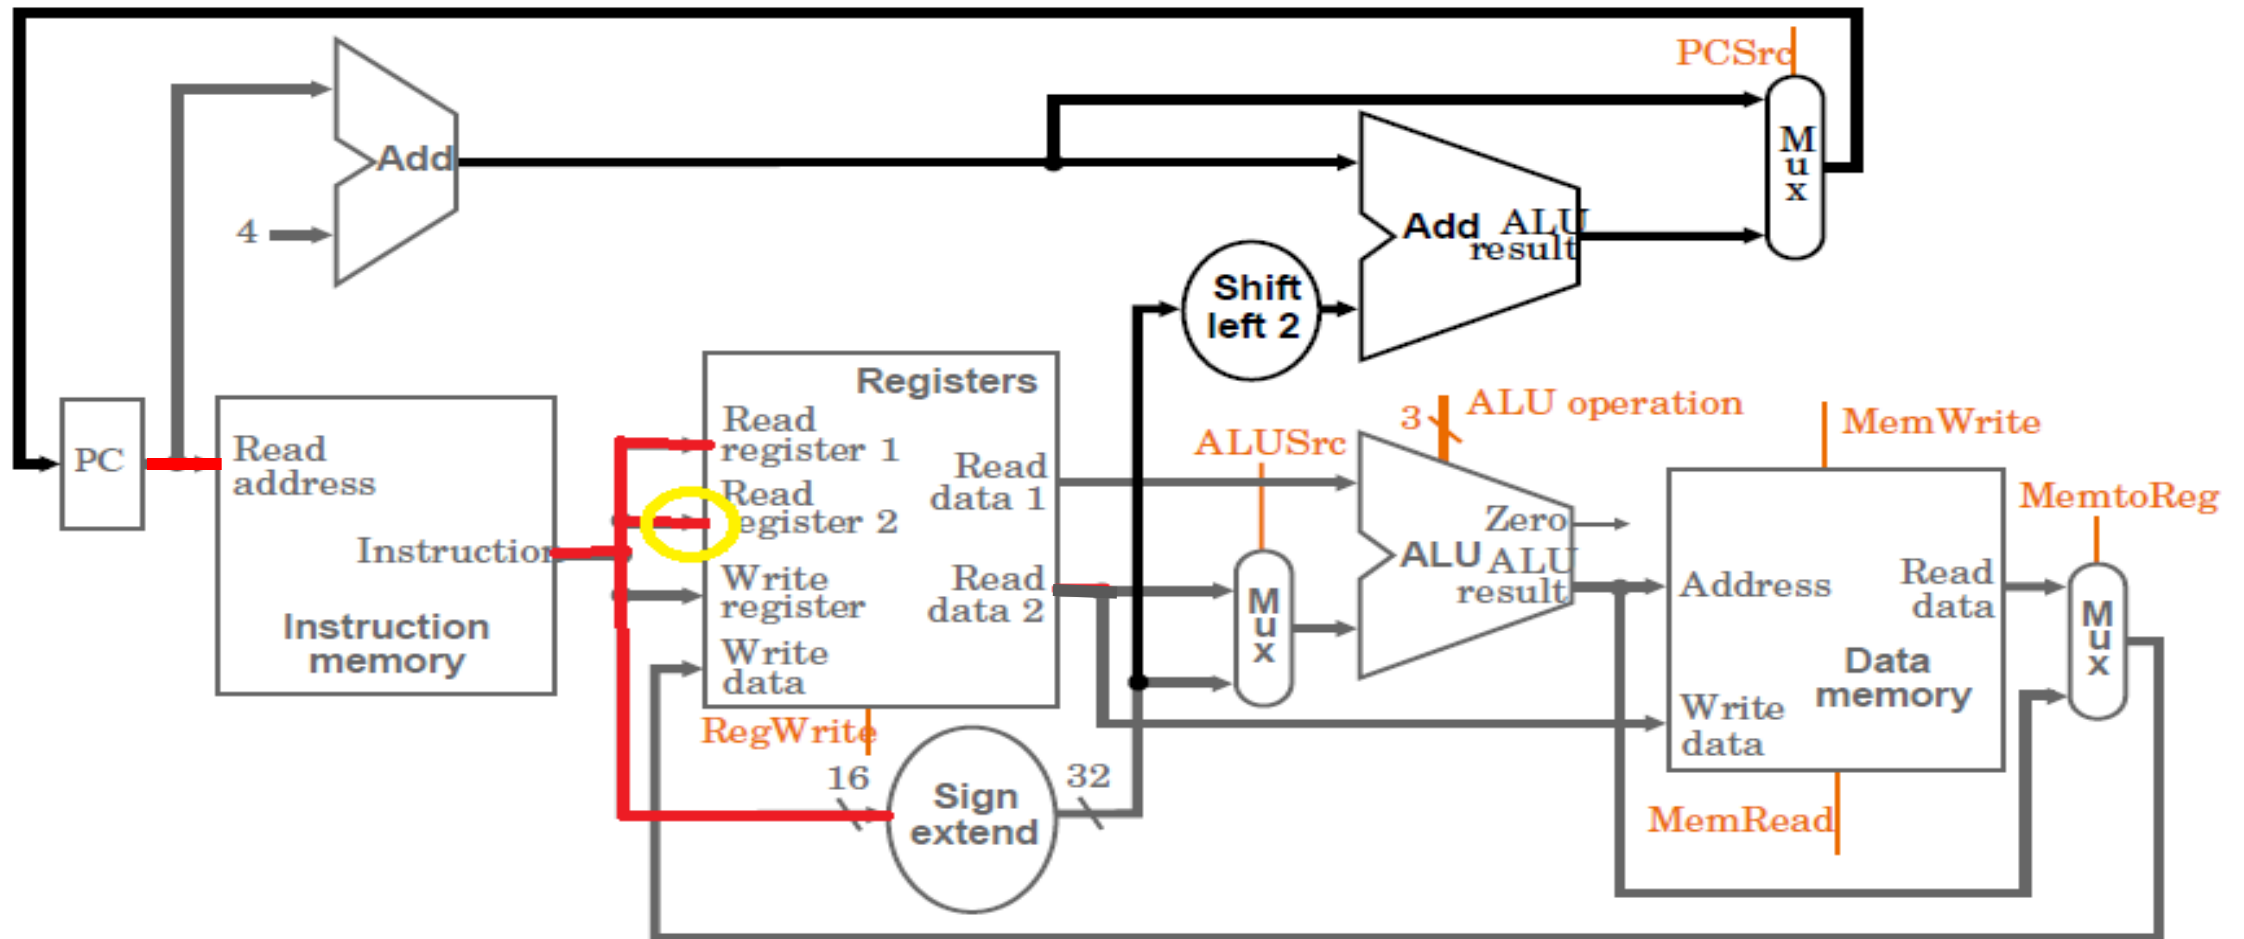 PCSrc
Add
4
M
u
x
Add
ALU
result
Shift
left 2
PC
Read
address
Instruction
Instruction
memory
Registers
Read
register 1
Read
egister 2
Write
register
Write
data
Read
data 1
Read
data 2
RegWrite
16
Sign
extend
32
ALUSrc
M
u
x
3
ALU operation
Zero
ALU
ALU
result
MemWrite
Address
Read
data
Data
memory
Write
data
MemRead
MemtoReg
M
u
x